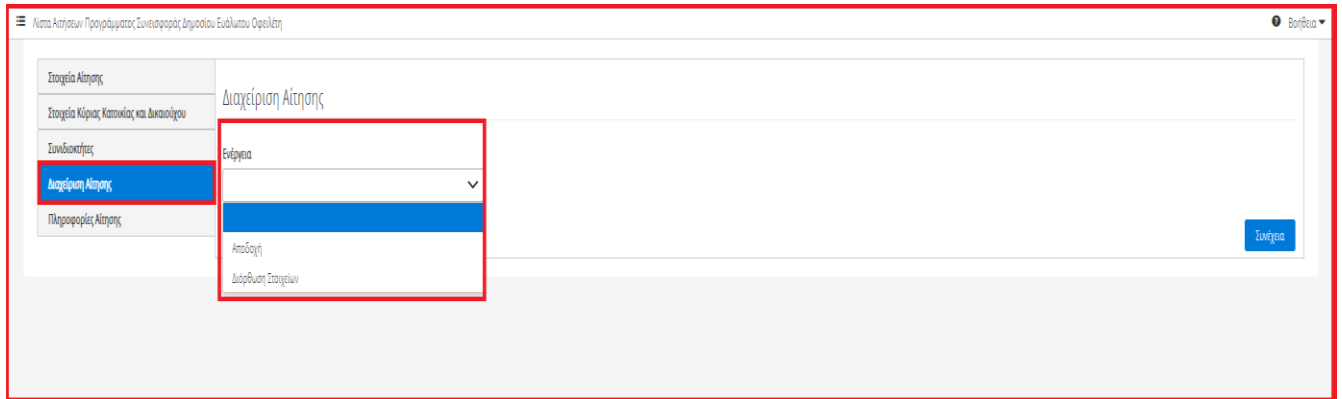 Λίστα Αιτήσεων Προγράμματος Συνεισφοράς Δημοσίου Ευάλωτου Οφειλέτη
Βοήθεια
Στοιχεία Αίτησης
Στοιχεία Κύριας Κατοικίας και Δικαιούχου
Συνιδιοκτήτες
Διαχείριση Αίτησης
Πληροφορίες Αίτησης
Διαχείριση Αίτησης
Ενέργεια
Αποδοχή
Διόρθωση Στοιχείων
Συνέχεια